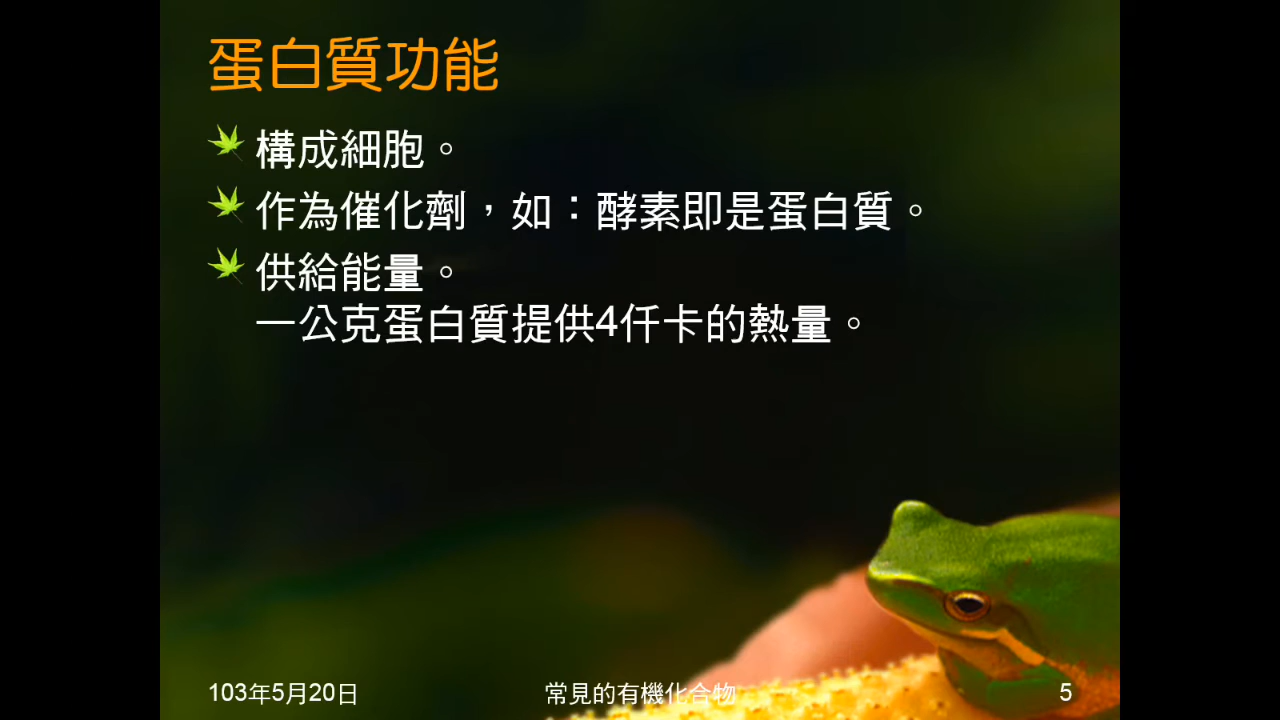 蛋白質功能
構成細胞。
作為催化劑，如：酵素即是蛋白質。
供給能量。
一公克蛋白質提供4仟卡的熱量。
103年5月20日
常見的有機化合物
5